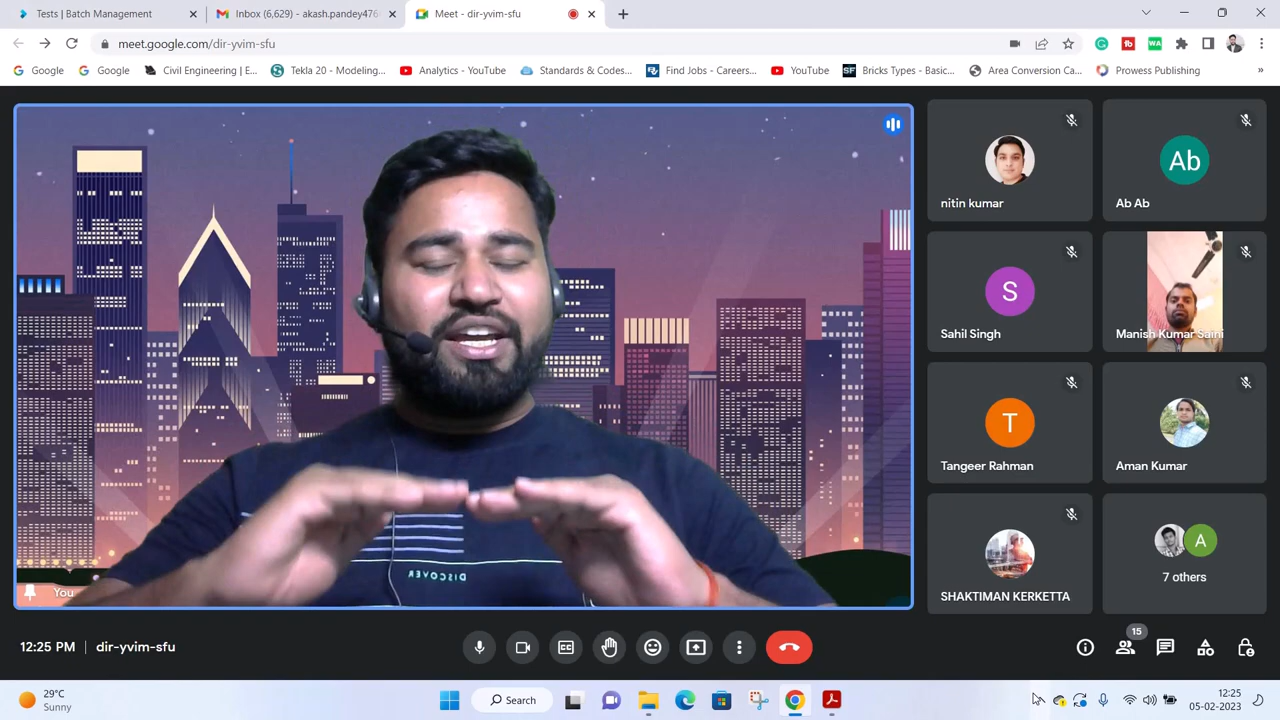 Tests | Batch Management
Inbox (6,629) - akash.pandey476
Meet - dir-yvim-sfu
meet.google.com/dir-yvim-sfu
Google
Google
Civil Engineering | E...
Tekla 20 - Modeling...
Analytics - YouTube
Standards & Codes...
Find Jobs - Careers...
YouTube
SF
Bricks Types - Basic...
Area Conversion Ca...
Prowess Publishing
»
nitin kumar
Ab
Ab Ab
S
Sahil Singh
Manish Kumar Saini
T
Tangeer Rahman
Aman Kumar
SHAKTIMAN KERKETTA
A
7 others
DISCOVER
You
12:25 PM | dir-yvim-sfu
15
29°C
Sunny
Search
12:25
05-02-2023